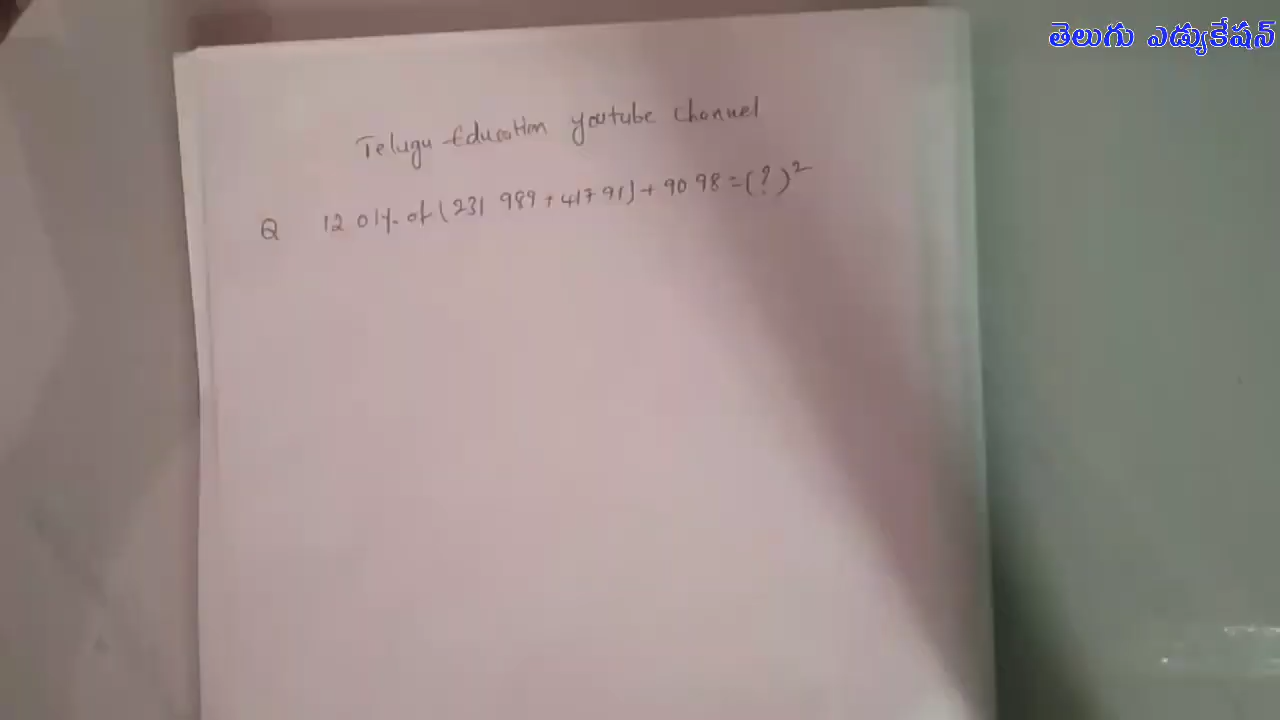 తెలుగు ఎడ్యుకేషన్
Telugu Education youtube channel
Q 12 01% of (231 989 + 417 91) + 90 98 = (?)²